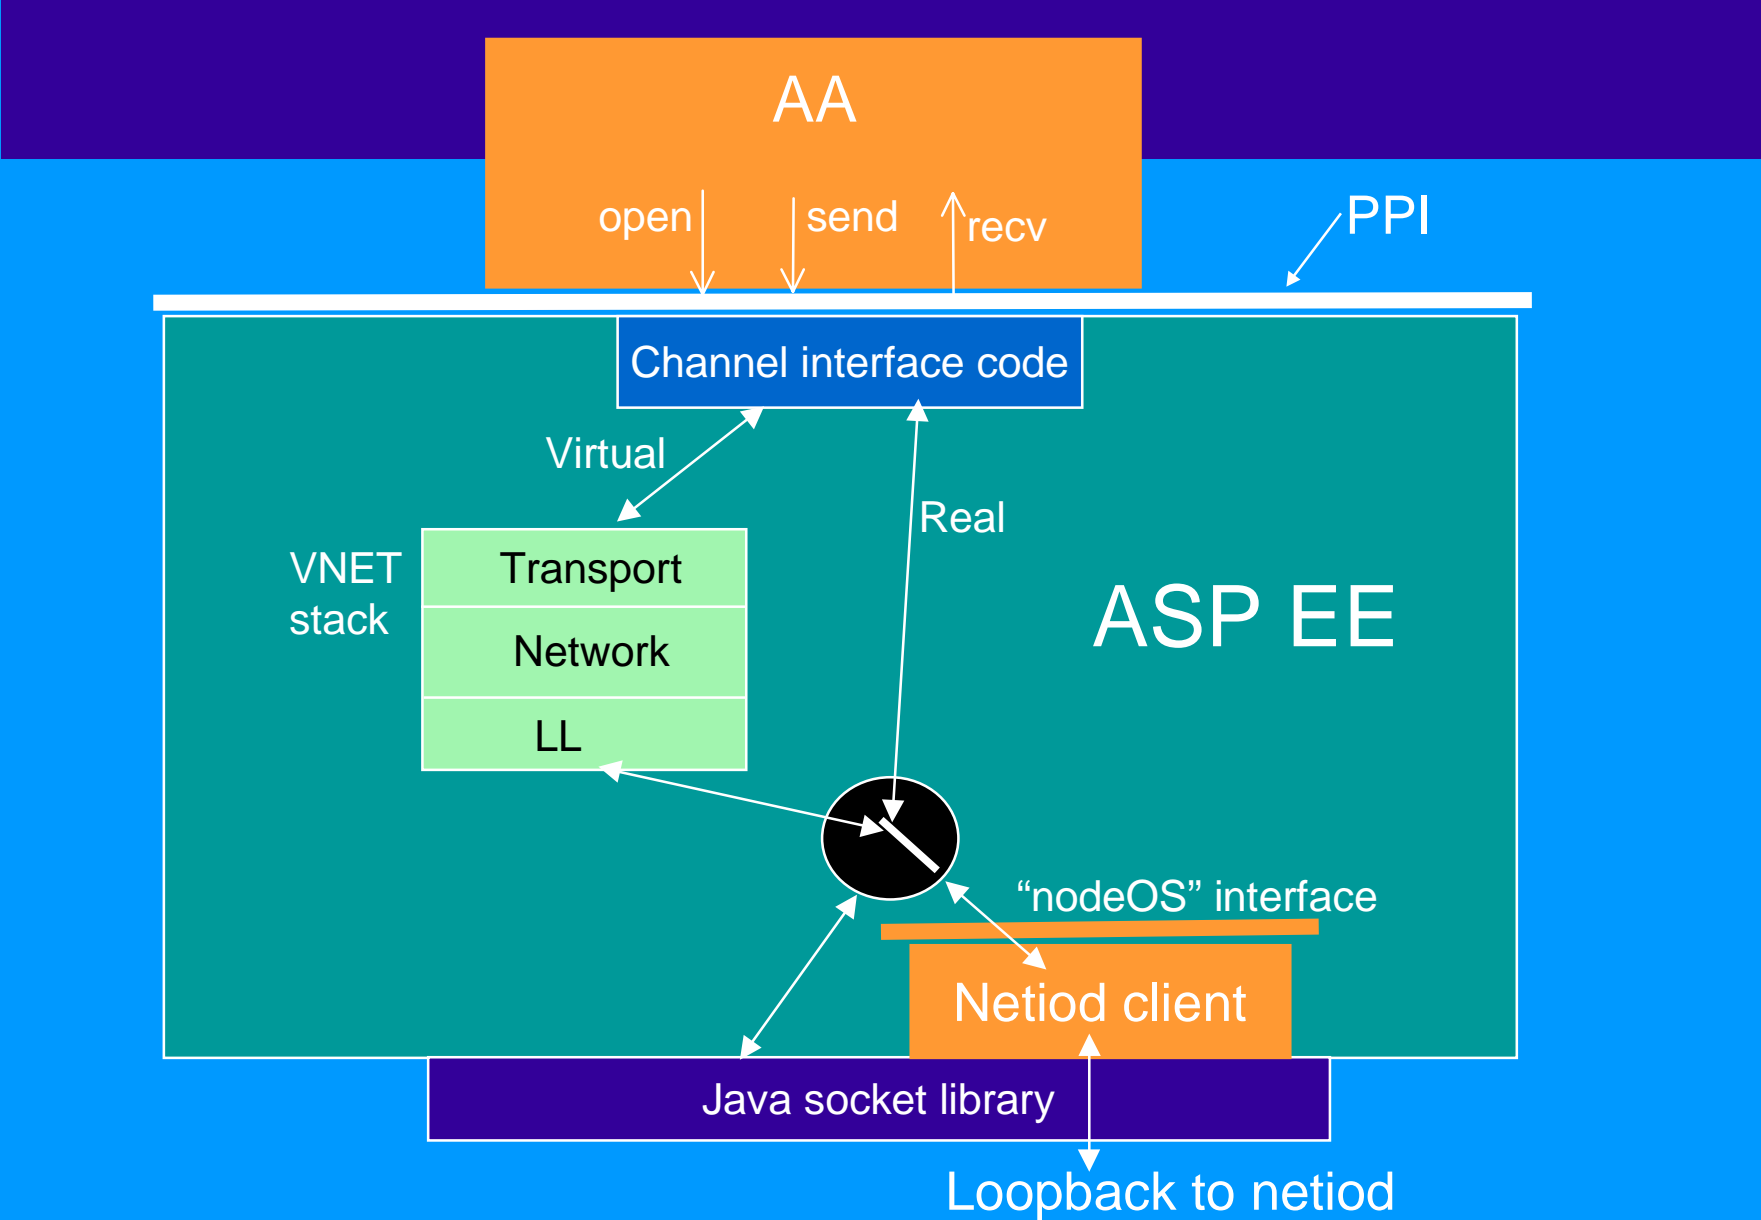 AA
open
send
recv
PPI
Channel interface code
Virtual
Real
VNET
stack
Transport
Network
LL
ASP EE
“nodeOS” interface
Netiod client
Java socket library
Loopback to netiod